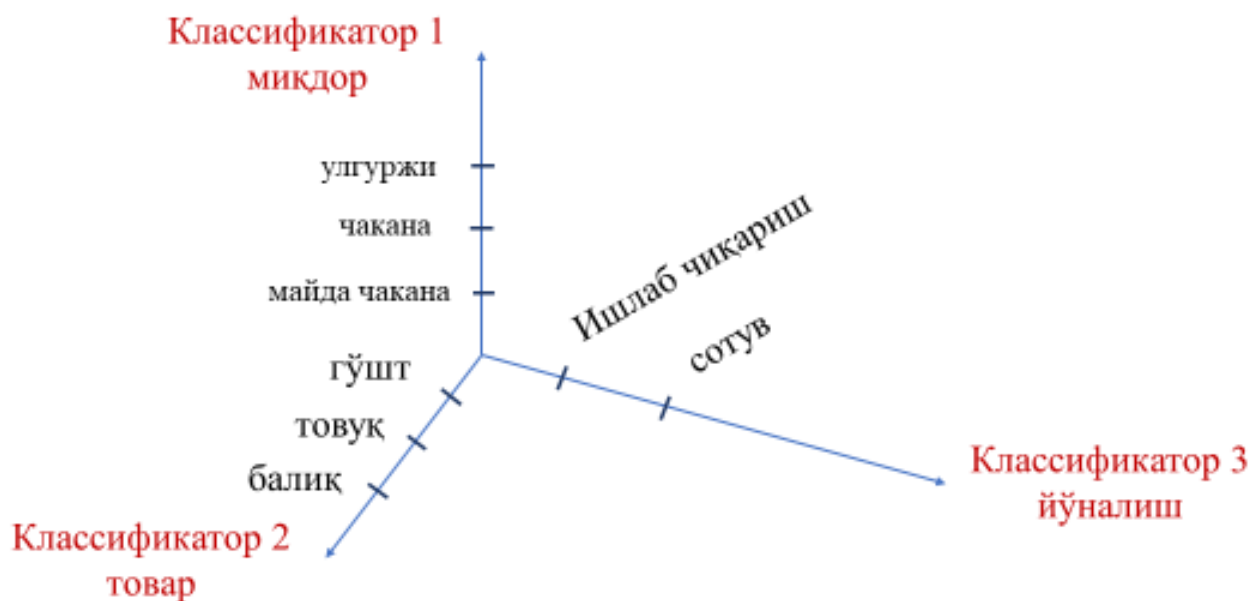 Классификатор 1
миқдор
улгуржи
чакана
майда чакана
Ишлаб чиқариш
сотув
гўшт
товуқ
балиқ
Классификатор 2
товар
Классификатор 3
йўналиш